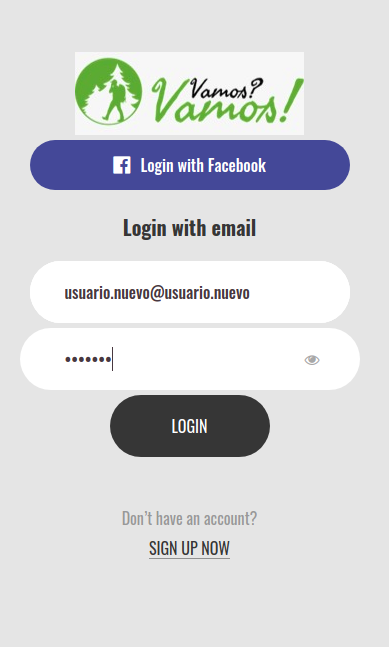 Vamos?
Vamos!
Login with Facebook
Login with email
usuario.nuevo@usuario.nuevo
•••••••
LOGIN
Don't have an account?
SIGN UP NOW